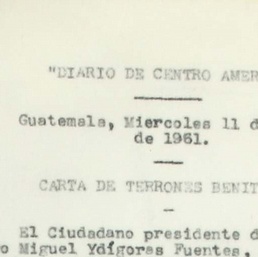 "DIARIO DE CENTRO AMER
Guatemala, Miercoles 11 d
de 1961.
CARTA DE TERRONES BENIT
El Ciudadano presidente d
o Miguel Ydígoras Fuentes,